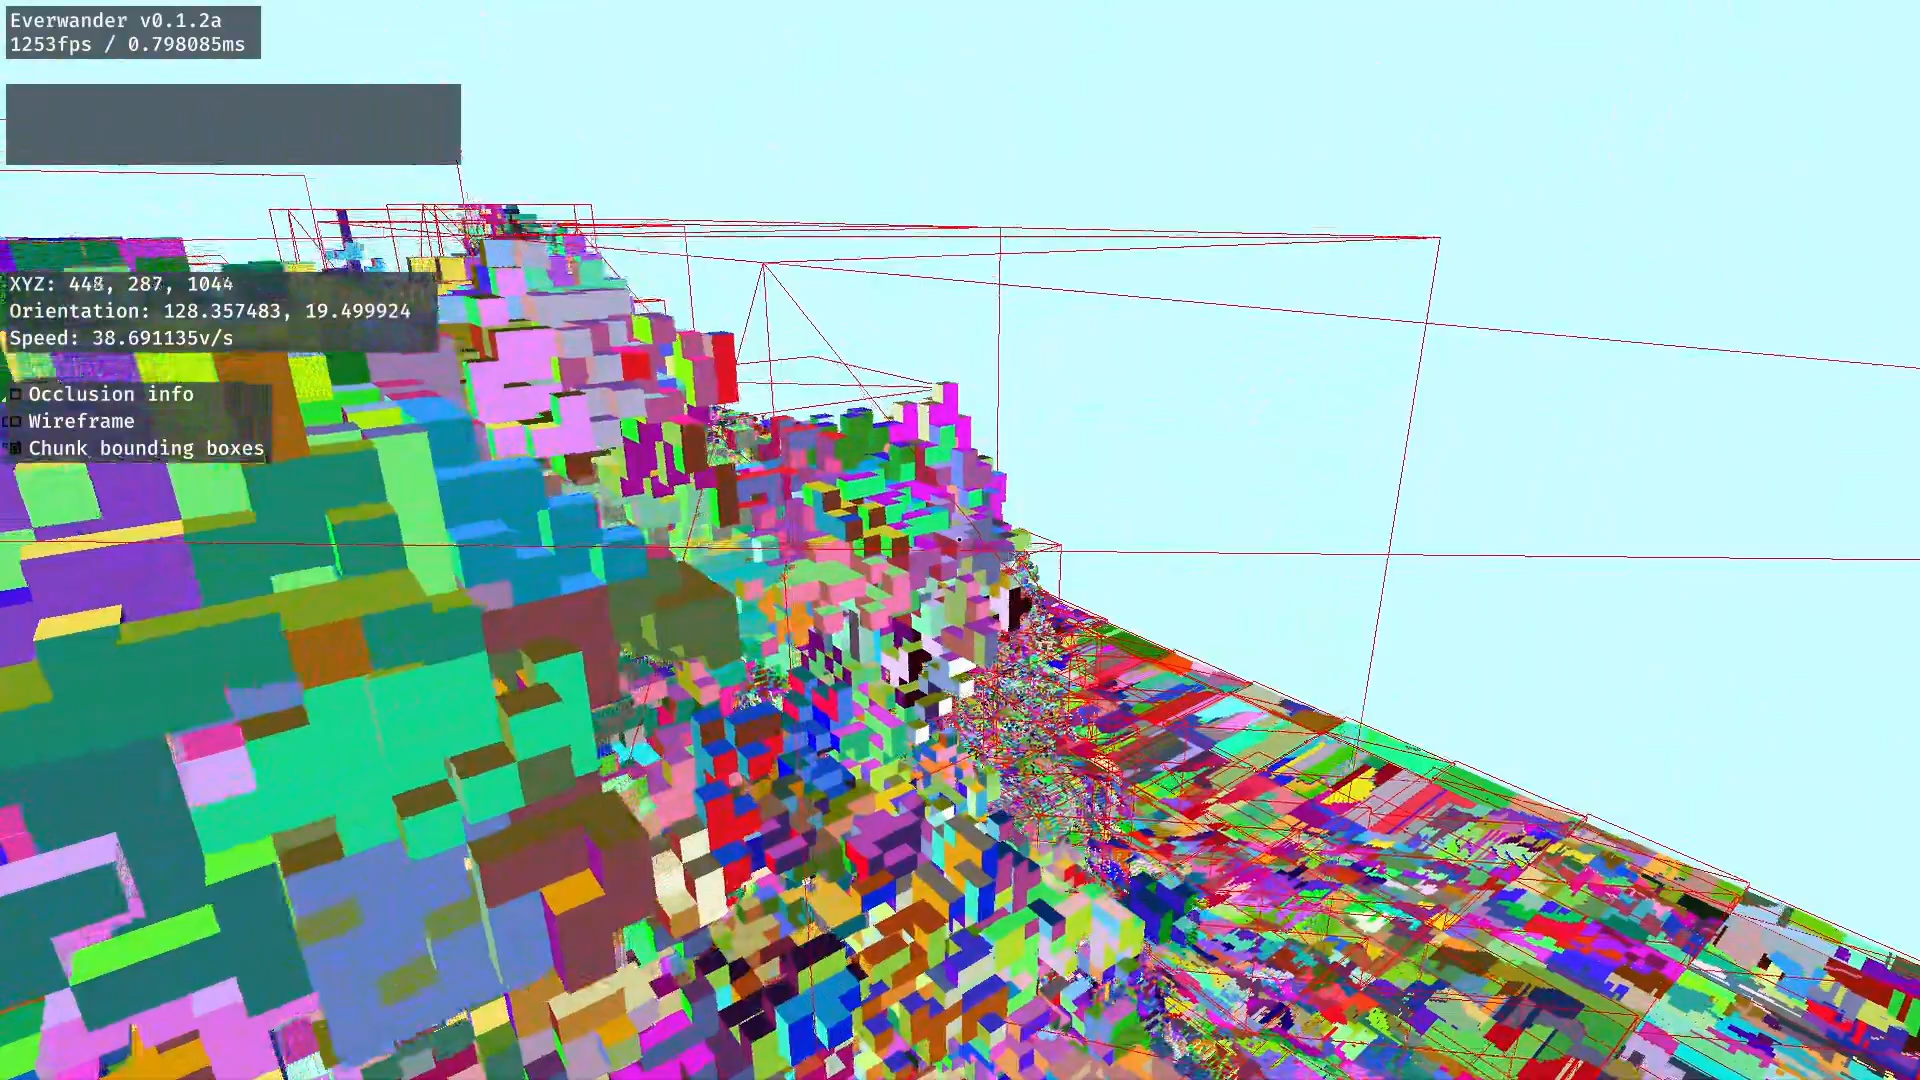 Everwander v0.1.2a
1253fps / 0.798085ms
XYZ: 448, 287, 1044
Orientation: 128.357483, 19.499924
Speed: 38.691135v/s
Occlusion info
Wireframe
Chunk bounding boxes